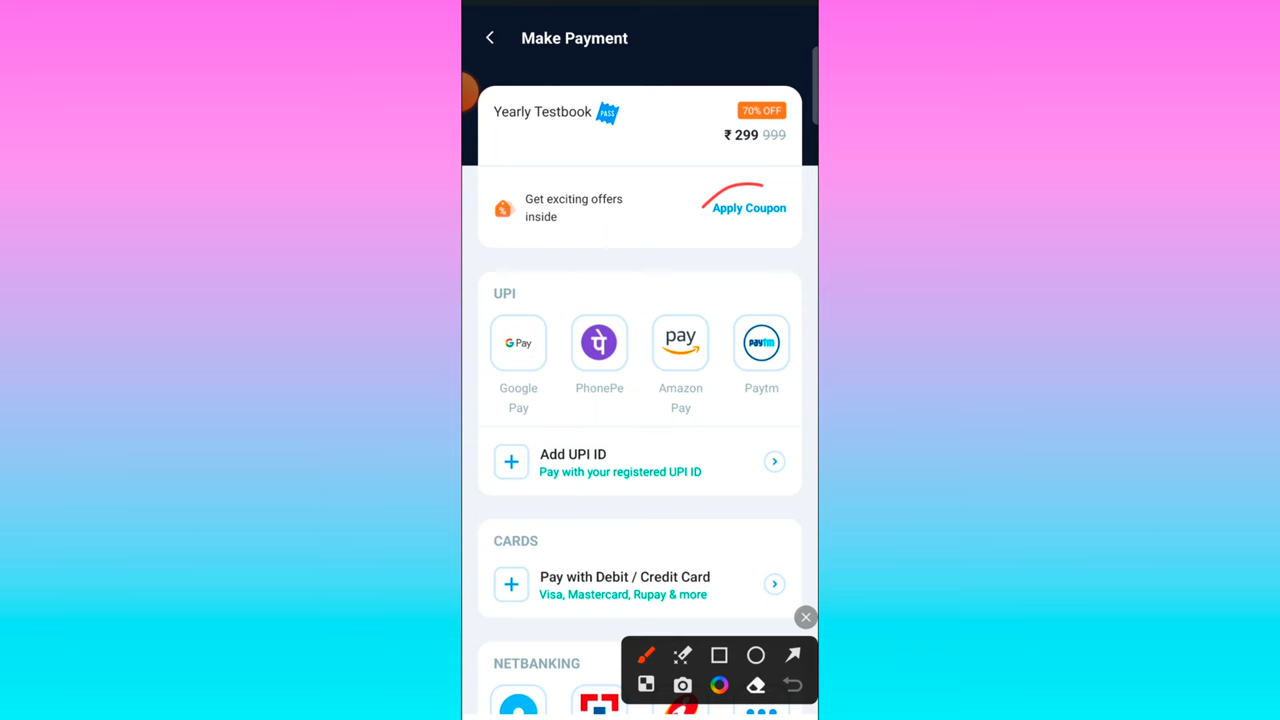 Make Payment
Yearly Testbook PASS
70% OFF
₹ 299 999
Get exciting offers
inside
Apply Coupon
UPI
G Pay
पे
pay
paytm
Google
Pay
PhonePe
Amazon
Pay
Paytm
Add UPI ID
Pay with your registered UPI ID
CARDS
Pay with Debit / Credit Card
Visa, Mastercard, Rupay & more
NETBANKING